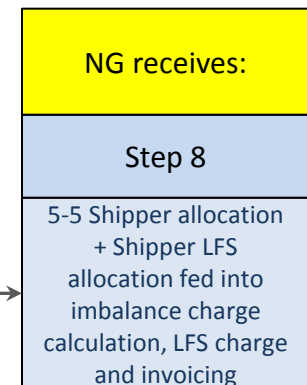 NG receives:
Step 8
5-5 Shipper allocation
+ Shipper LFS
allocation fed into
imbalance charge
calculation, LFS charge
and invoicing